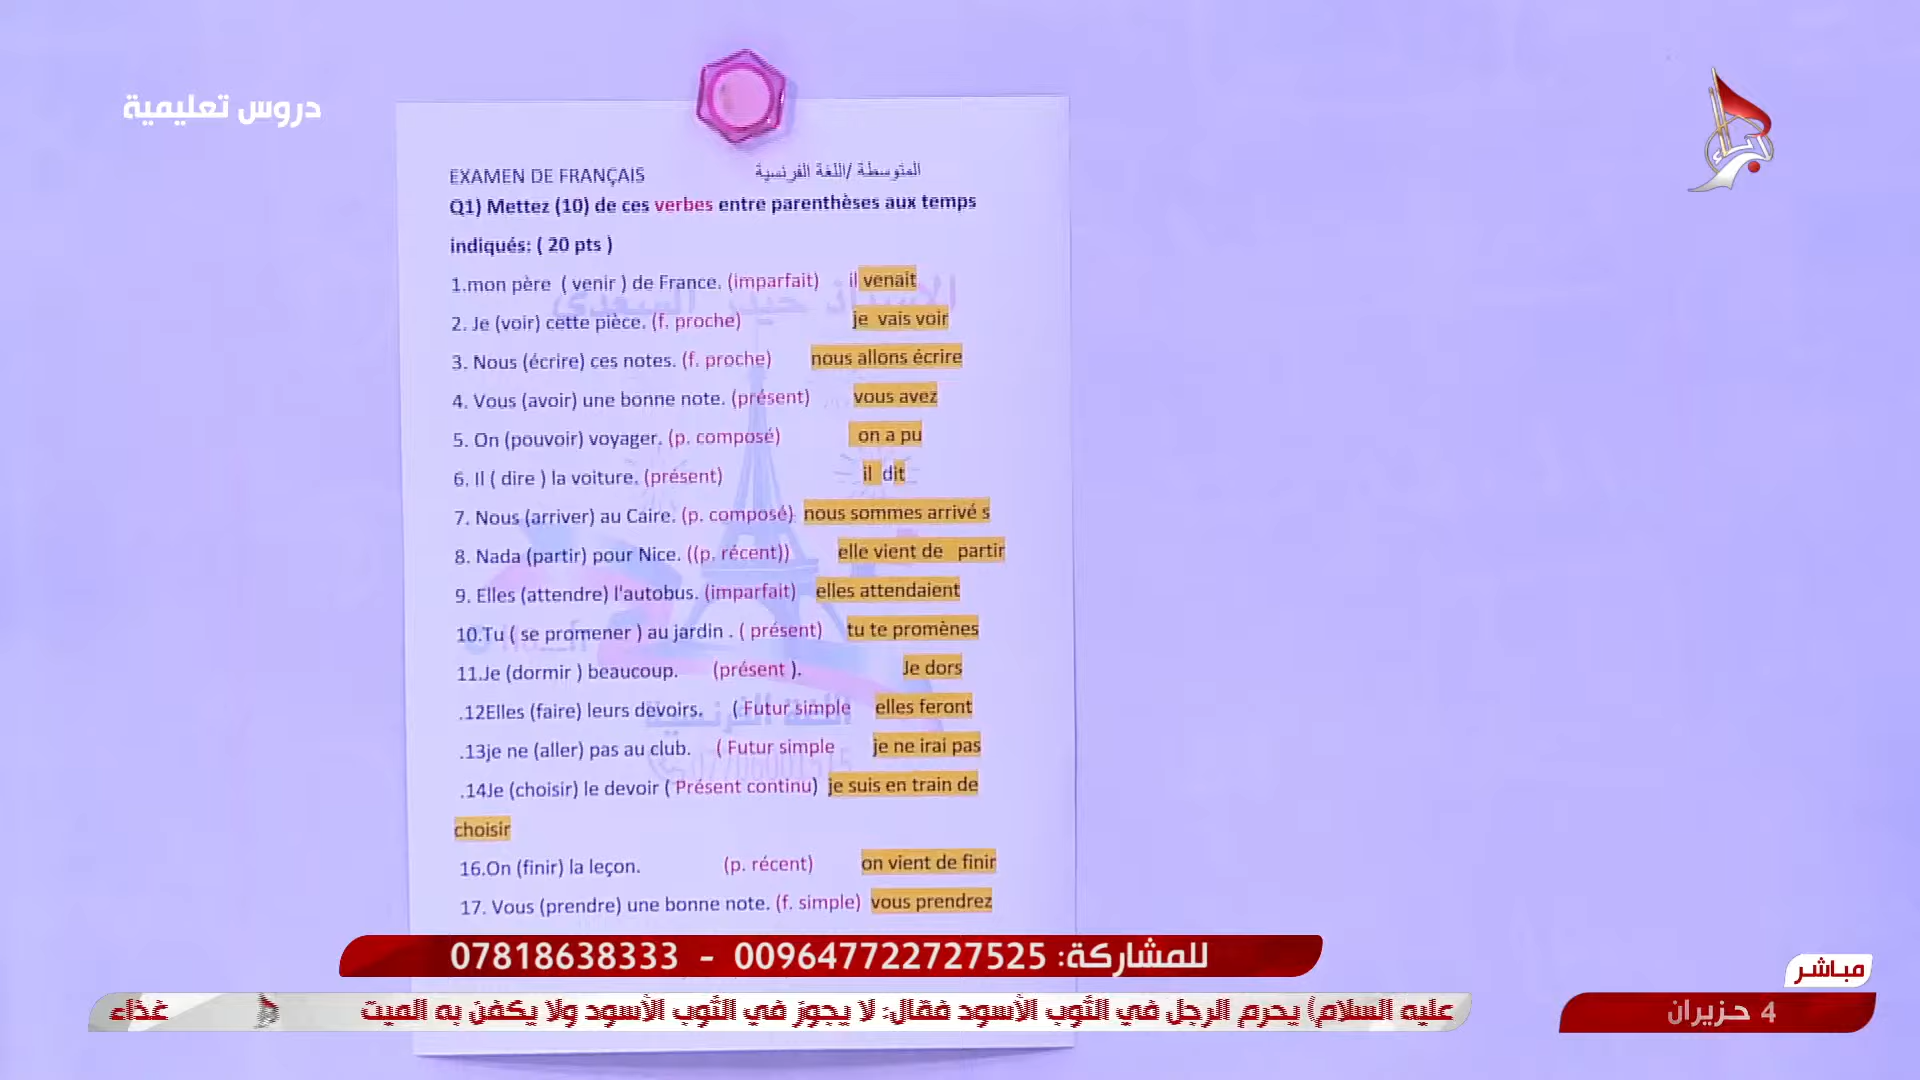 دروس تعليمية
EXAMEN DE FRANÇAIS المتوسطة /اللغة الفرنسية
Q1) Mettez (10) de ces verbes entre parenthèses aux temps
indiqués: ( 20 pts )
1.mon père ( venir ) de France. (imparfait) il venait
2. Je (voir) cette pièce. (f. proche) je vais voir
3. Nous (écrire) ces notes. (f. proche) nous allons écrire
4. Vous (avoir) une bonne note. (présent) vous avez
5. On (pouvoir) voyager. (p. composé) on a pu
6. Il ( dire ) la voiture. (présent) il dit
7. Nous (arriver) au Caire. (p. composé) nous sommes arrivé s
8. Nada (partir) pour Nice. ((p. récent)) elle vient de partir
9. Elles (attendre) l'autobus. (imparfait) elles attendaient
10.Tu ( se promener ) au jardin . ( présent) tu te promènes
11.Je (dormir ) beaucoup. (présent ). Je dors
.12Elles (faire) leurs devoirs. ( Futur simple elles feront
.13je ne (aller) pas au club. ( Futur simple je ne irai pas
.14Je (choisir) le devoir ( Présent continu) je suis en train de
choisir
16.On (finir) la leçon. (p. récent) on vient de finir
17. Vous (prendre) une bonne note. (f. simple) vous prendrez
للمشاركة: 009647722727525 - 07818638333
مباشر
عليه السلام) يحرم الرجل في الثوب الأسود فقال: لا يجوز في الثوب الأسود ولا يكفن به الميت
غذاء
4 حزيران